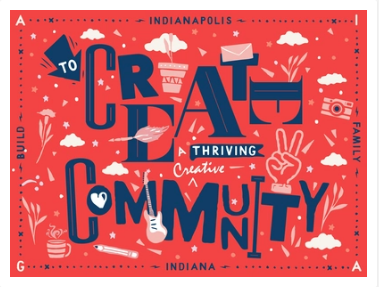 A INDIANAPOLIS I
TO
CREATE
A THRIVING
Creative
COMMUNITY
BUILD
FAMILY
G INDIANA A